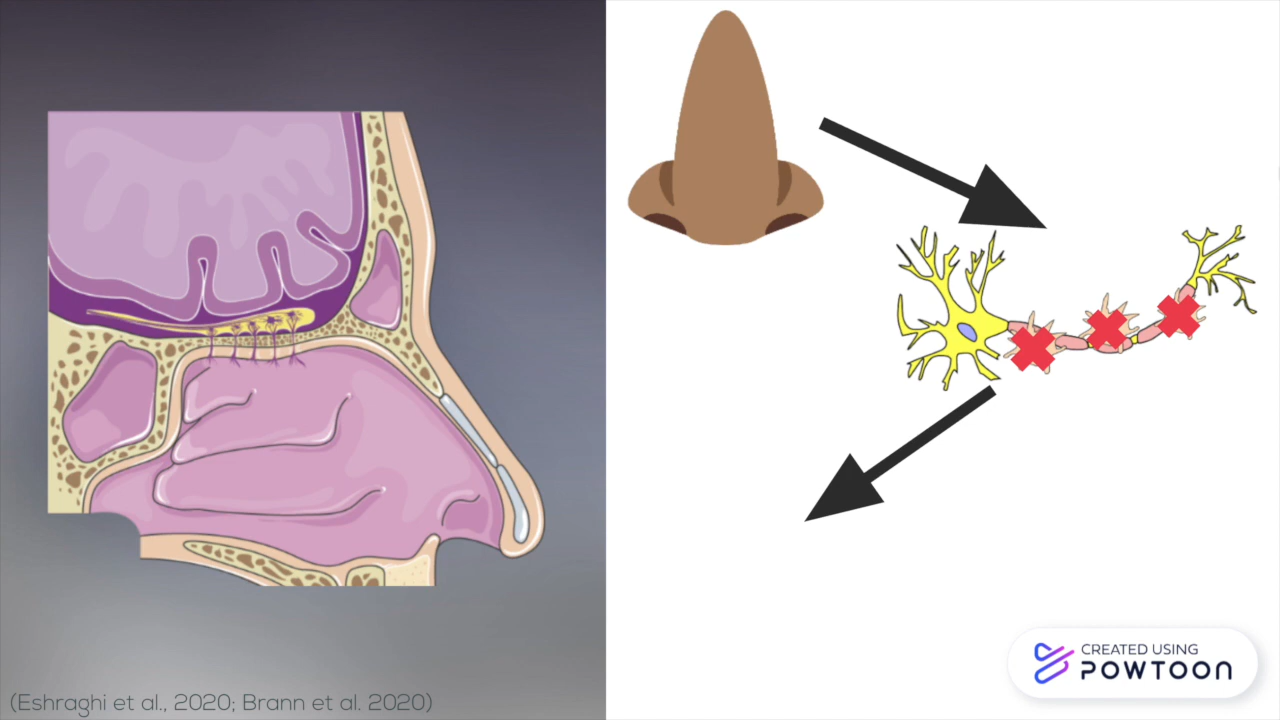 (Eshraghi et al., 2020; Brann et al. 2020)
CREATED USING
POWTOON